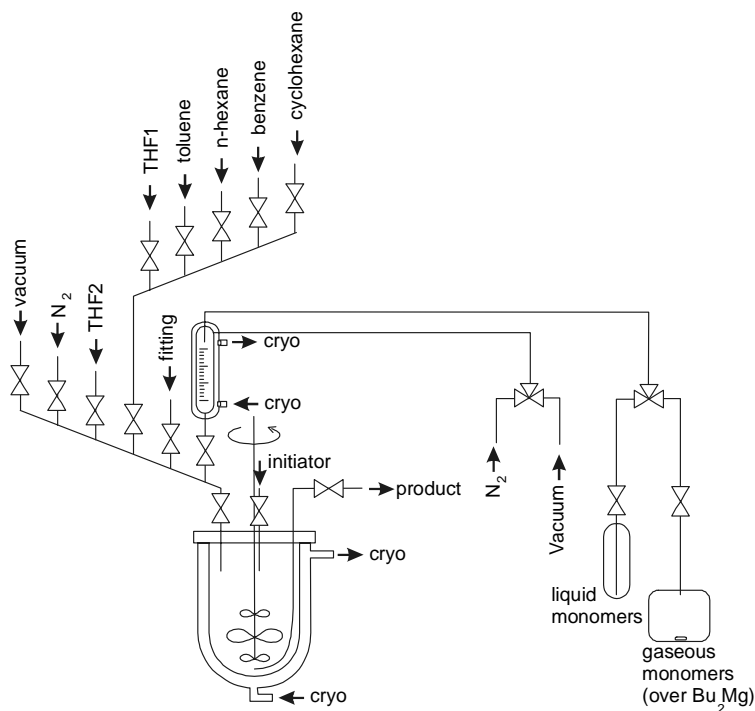 cyclohexane
benzene
n-hexane
toluene
THF1
vacuum
N2
THF2
fitting
cryo
cryo
initiator
product
N2
Vacuum
cryo
liquid
monomers
gaseous
monomers
(over Bu2Mg)
cryo